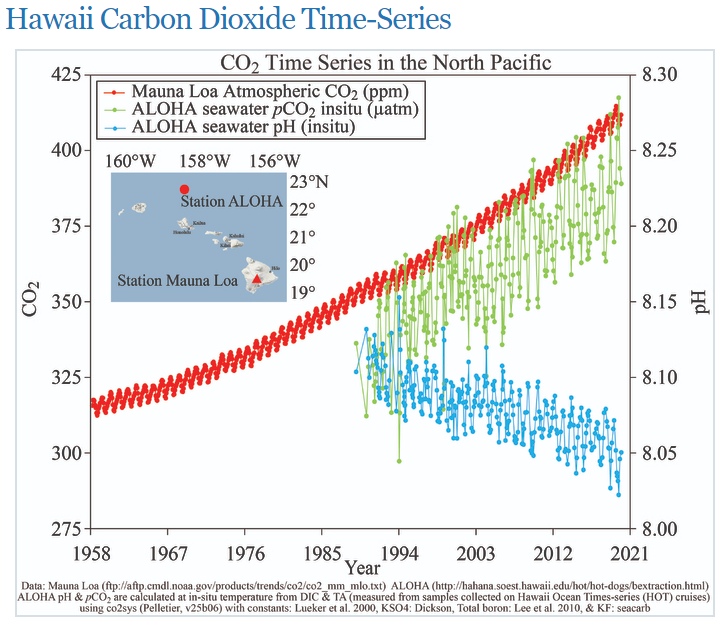 Hawaii Carbon Dioxide Time-Series
CO₂ Time Series in the North Pacific
425
400
375
350
325
300
275
CO₂
8.30
8.25
8.20
8.15
8.10
8.05
8.00
pH
Mauna Loa Atmospheric CO₂ (ppm)
ALOHA seawater pCO₂ insitu (µatm)
ALOHA seawater pH (insitu)
160°W 158°W 156°W
23°N
Station ALOHA 22°
21°
20°
Station Mauna Loa
19°
1958 1967 1976 1985 1994 2003 2012 2021
Year
Data: Mauna Loa (ftp://aftp.cmdl.noaa.gov/products/trends/co2/co2_mm_mlo.txt) ALOHA (http://hahana.soest.hawaii.edu/hot/hot-dogs/bextraction.html)
ALOHA pH & pCO₂ are calculated at in-situ temperature from DIC & TA (measured from samples collected on Hawaii Ocean Times-series (HOT) cruises)
using co2sys (Pelletier, v25b06) with constants: Lueker et al. 2000, KSO4: Dickson, Total boron: Lee et al. 2010, & KF: seacarb